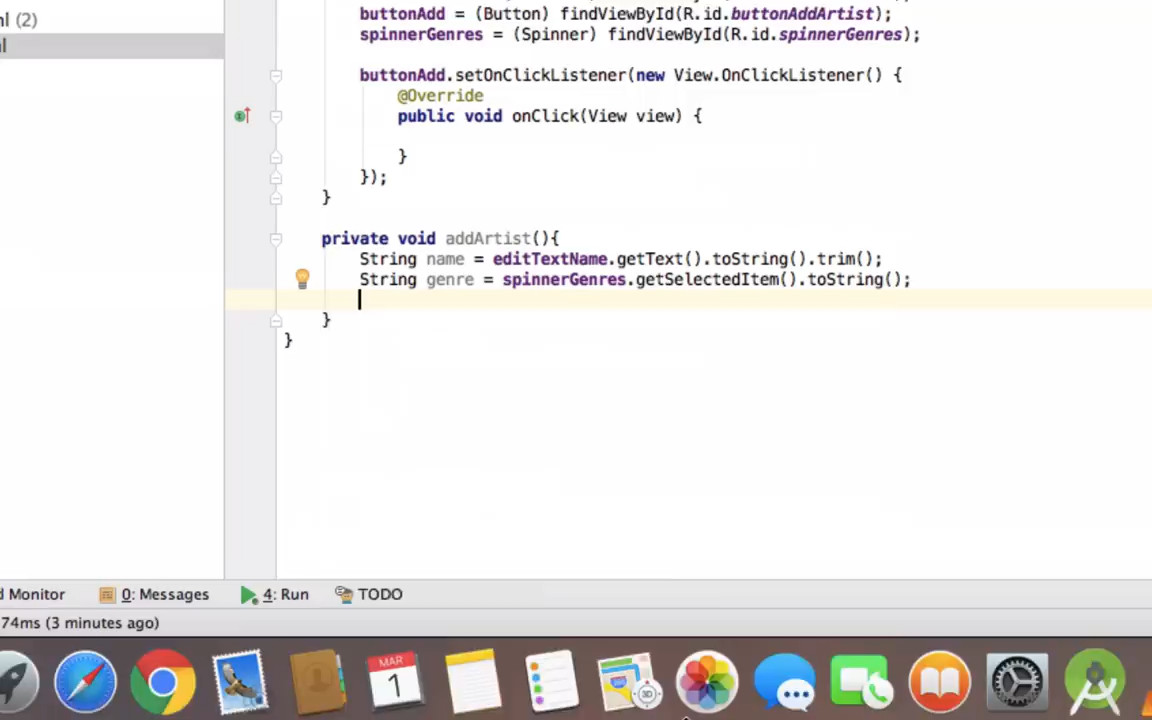 nl (2)
buttonAdd = (Button) findViewById(R.id.buttonAddArtist);
spinnerGenres = (Spinner) findViewById(R.id.spinnerGenres);
buttonAdd.setOnClickListener(new View.OnClickListener() {
@Override
public void onClick(View view) {
}
});
}
private void addArtist(){
String name = editTextName.getText().toString().trim();
String genre = spinnerGenres.getSelectedItem().toString();
}
}
d Monitor
0: Messages
4: Run
TODO
74ms (3 minutes ago)
MAR
1
3D